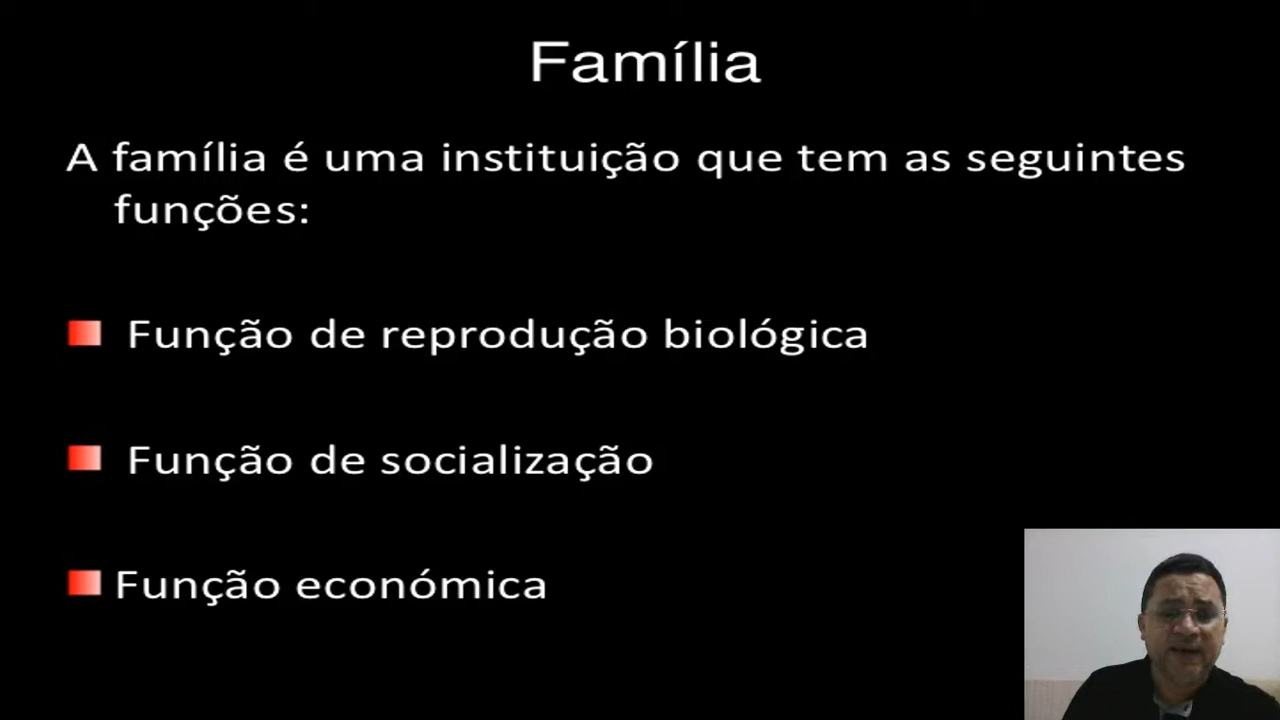 Família
A família é uma instituição que tem as seguintes
funções:
Função de reprodução biológica
Função de socialização
Função económica